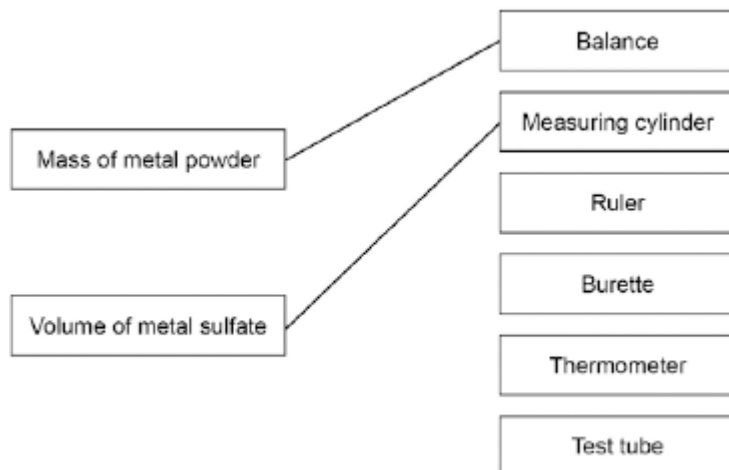 Balance
Measuring cylinder
Mass of metal powder
Ruler
Burette
Volume of metal sulfate
Thermometer
Test tube